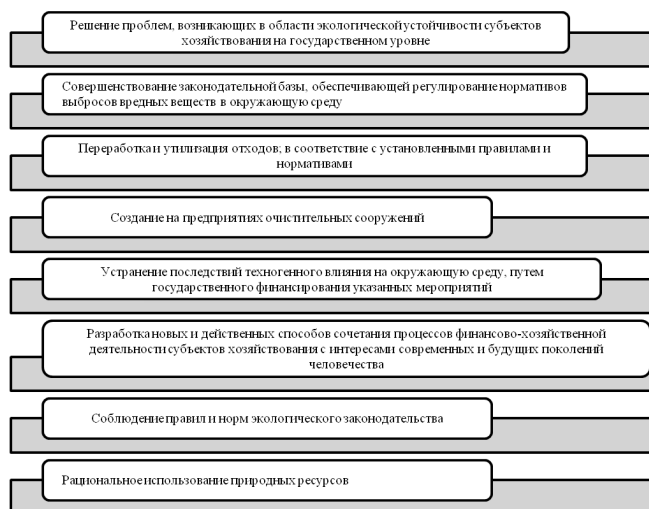 Решение проблем, возникающих в области экологической устойчивости субъектов
хозяйствования на государственном уровне
Совершенствование законодательной базы, обеспечивающей регулирование нормативов
выбросов вредных веществ в окружающую среду
Переработка и утилизация отходов; в соответствие с установленными правилами и
нормативами
Создание на предприятиях очистительных сооружений
Устранение последствий техногенного влияния на окружающую среду, путем
государственного финансирования указанных мероприятий
Разработка новых и действенных способов сочетания процессов финансово-хозяйственной
деятельности субъектов хозяйствования с интересами современных и будущих поколений
человечества
Соблюдение правил и норм экологического законодательства
Рациональное использование природных ресурсов